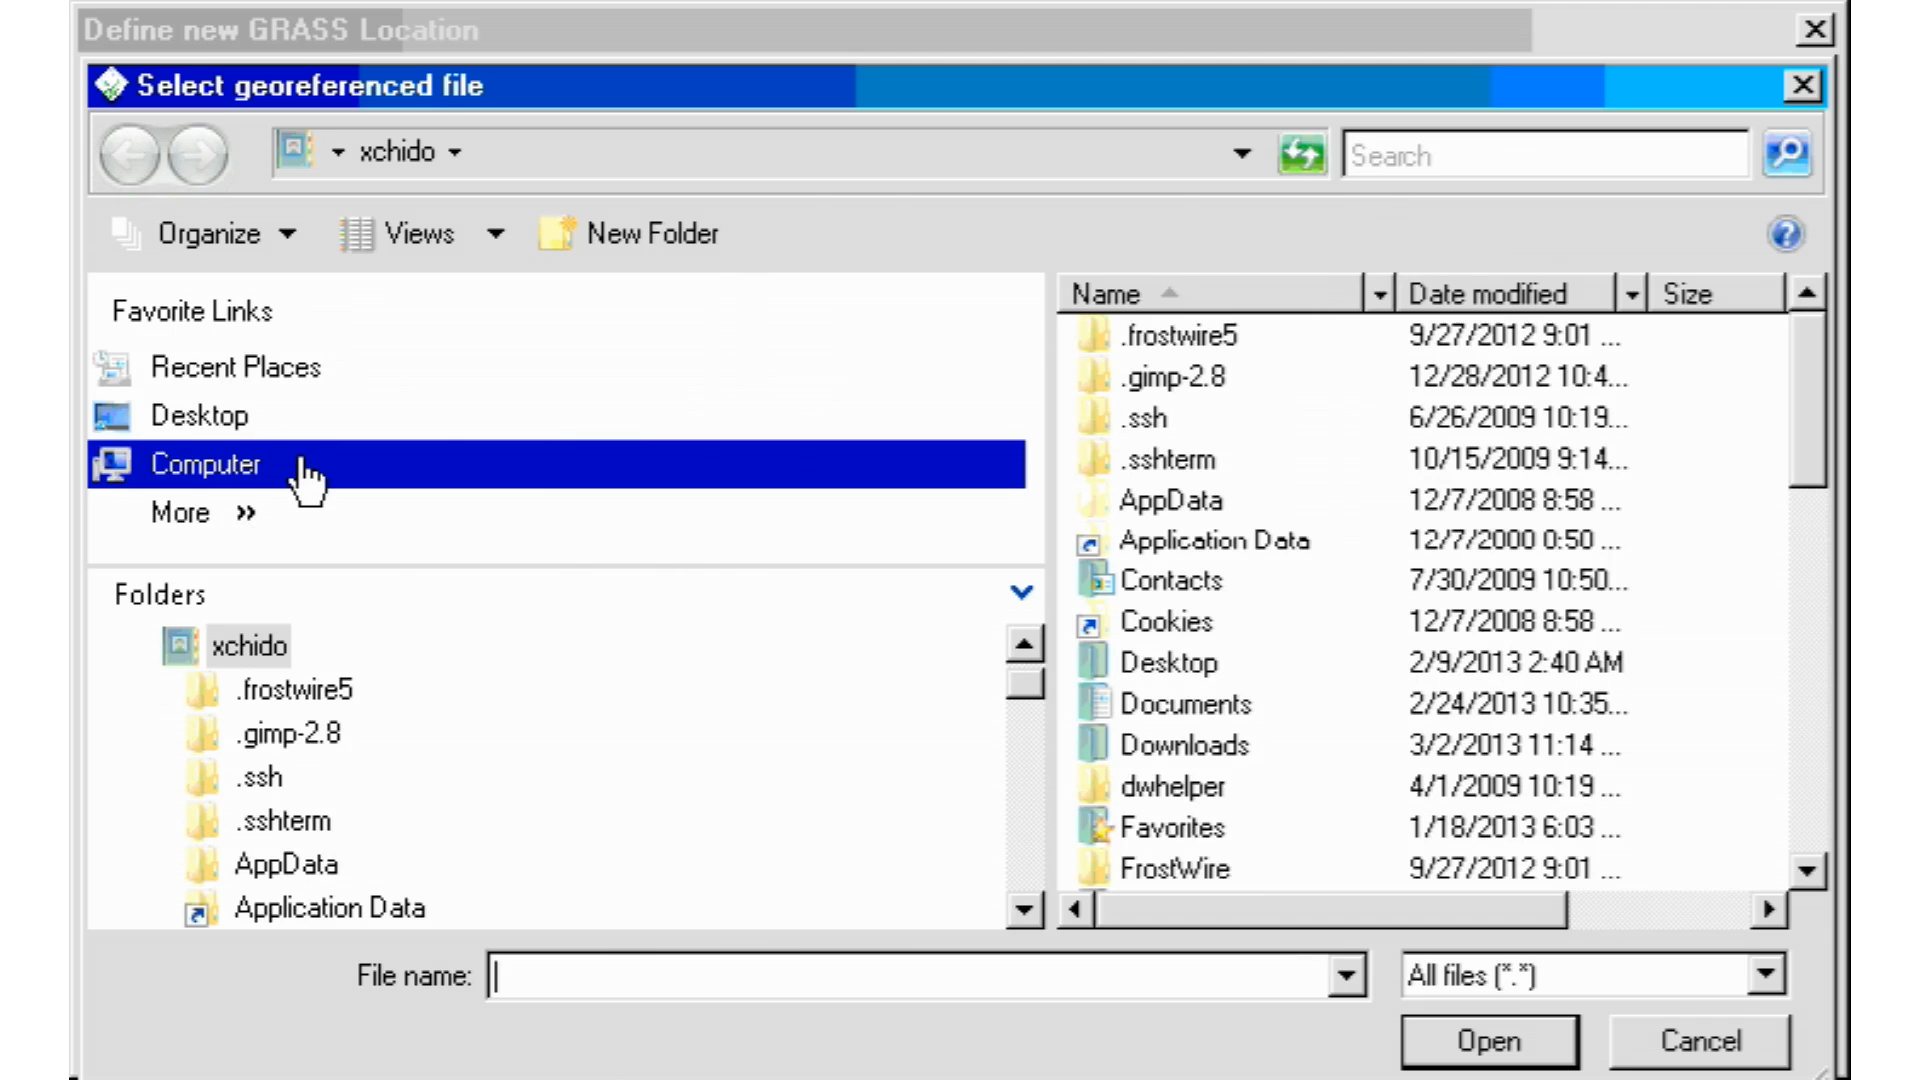 Define new GRASS Location
Select georeferenced file
xchido
Search
Organize Views New Folder
Favorite Links
Recent Places
Desktop
Computer
More »
Folders
xchido
.frostwire5
.gimp-2.8
.ssh
.sshterm
AppData
Application Data
Name Date modified Size
.frostwire5 9/27/2012 9:01 ...
.gimp-2.8 12/28/2012 10:4...
.ssh 6/26/2009 10:19...
.sshterm 10/15/2009 9:14...
AppData 12/7/2008 8:58 ...
Application Data 12/7/2000 0:50 ...
Contacts 7/30/2009 10:50...
Cookies 12/7/2008 8:58 ...
Desktop 2/9/2013 2:40 AM
Documents 2/24/2013 10:35...
Downloads 3/2/2013 11:14 ...
dwhelper 4/1/2009 10:19 ...
Favorites 1/18/2013 6:03 ...
FrostWire 9/27/2012 9:01 ...
File name:
All files (*.*)
Open Cancel